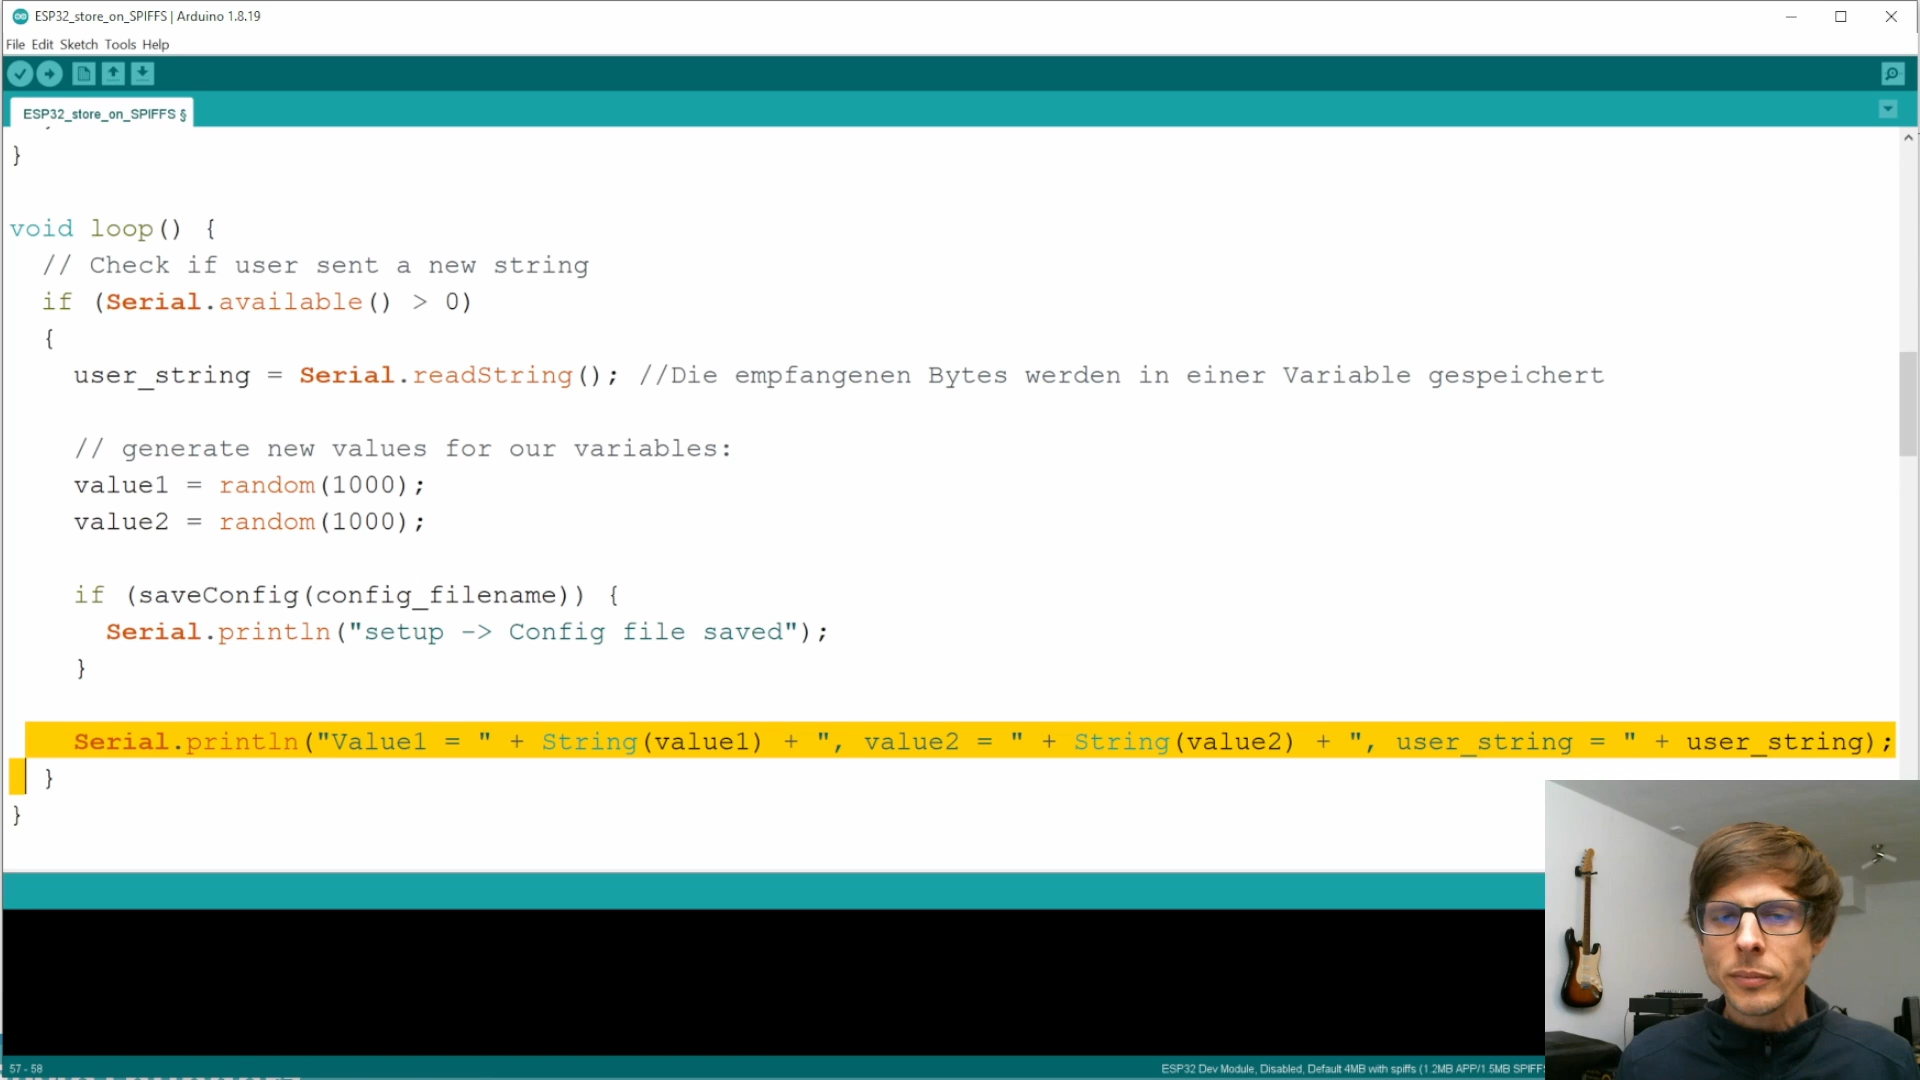 ESP32_store_on_SPIFFS | Arduino 1.8.19
File Edit Sketch Tools Help
ESP32_store_on_SPIFFS §
}
void loop() {
// Check if user sent a new string
if (Serial.available() > 0)
{
user_string = Serial.readString(); //Die empfangenen Bytes werden in einer Variable gespeichert
// generate new values for our variables:
value1 = random(1000);
value2 = random(1000);
if (saveConfig(config_filename)) {
Serial.println("setup -> Config file saved");
}
Serial.println("Value1 = " + String(value1) + ", value2 = " + String(value2) + ", user_string = " + user_string);
}
}
57 - 58
ESP32 Dev Module, Disabled, Default 4MB with spiffs (1.2MB APP/1.5MB SPIFF